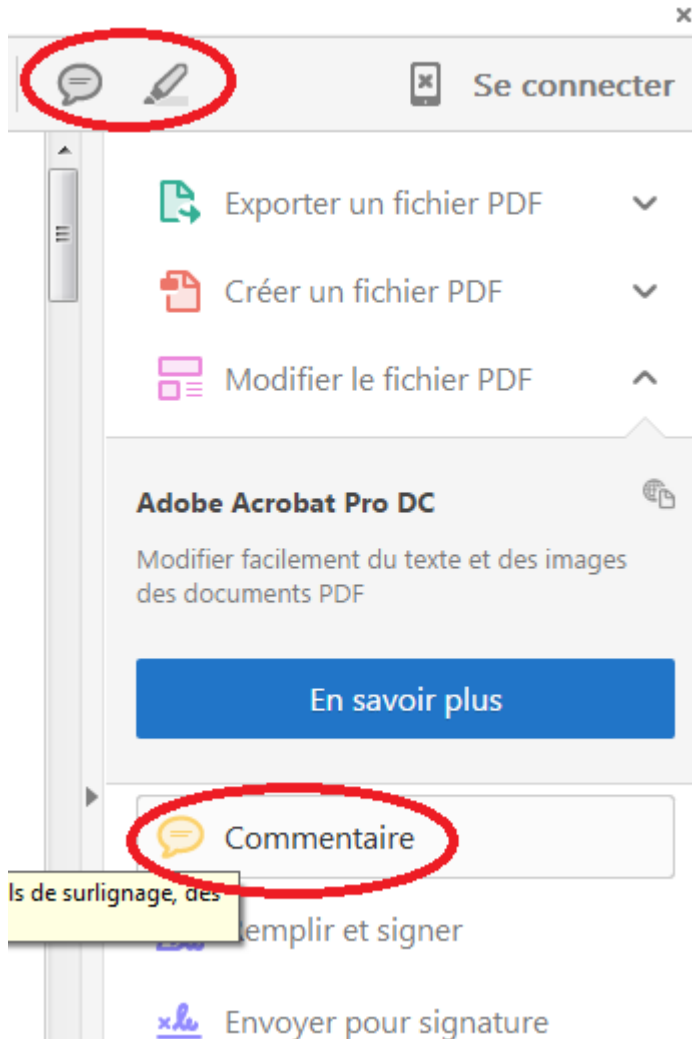 Se connecter
Exporter un fichier PDF
Créer un fichier PDF
Modifier le fichier PDF
Adobe Acrobat Pro DC
Modifier facilement du texte et des images
des documents PDF
En savoir plus
Commentaire
ls de surlignage, des
Remplir et signer
Envoyer pour signature